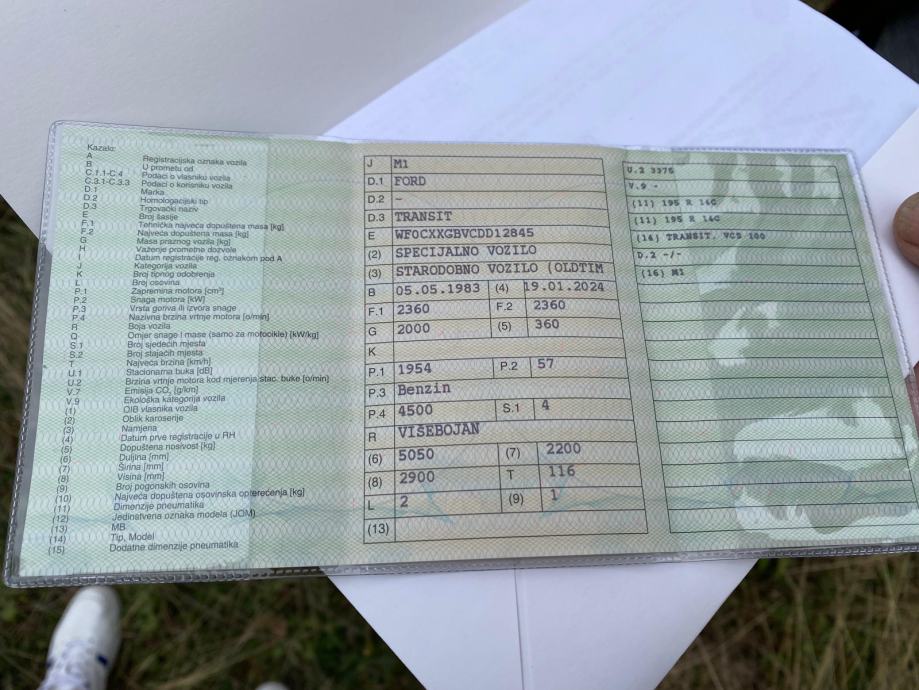 Kazalo:
A Registracijska oznaka vozila
B U prometu od
C.1.1-C.4 Podaci o vlasniku vozila
C.3.1-C.3.3 Podaci o korisniku vozila
D.1 Marka
D.2 Homologacijski tip
D.3 Trgovački naziv
E Broj šasije
F.1 Tehnička najveća dopuštena masa [kg]
F.2 Najveća dopuštena masa [kg]
G Masa praznog vozila [kg]
H Važenje prometne dozvole
I Datum registracije reg. oznakom pod A
J Kategorija vozila
K Broj tipnog odobrenja
L Broj osovina
P.1 Zapremina motora [cm³]
P.2 Snaga motora [kW]
P.3 Vrsta goriva ili izvora snage
P.4 Nazivna brzina vrtnje motora [o/min]
R Boja vozila
Q Omjer snage i mase (samo za motocikle) [kW/kg]
S.1 Broj sjedećih mjesta
S.2 Broj stajaćih mjesta
T Najveća brzina [km/h]
U.1 Stacionarna buka [dB]
U.2 Brzina vrtnje motora kod mjerenja stac. buke [o/min]
V.7 Emisija CO₂ [g/km]
V.9 Ekološka kategorija vozila
(1) OIB vlasnika vozila
(2) Oblik karoserije
(3) Namjena
(4) Datum prve registracije u RH
(5) Dopuštena nosivost [kg]
(6) Duljina [mm]
(7) Širina [mm]
(8) Visina [mm]
(9) Broj pogonskih osovina
(10) Najveća dopuštena osovinska opterećenja [kg]
(11) Dimenzije pneumatika
(12) Jedinstvena oznaka modela (JOM)
(13) MB
(14) Tip, Model
(15) Dodatne dimenzije pneumatika
J M1
D.1 FORD
D.2 -
D.3 TRANSIT
E WF0CXXGBVCDD12845
(2) SPECIJALNO VOZILO
(3) STARODOBNO VOZILO (OLDTIM
B 05.05.1983 (4) 19.01.2024
F.1 2360 F.2 2360
G 2000 (5) 360
K
P.1 1954 P.2 57
P.3 Benzin
P.4 4500 S.1 4
R VIŠEBOJAN
(6) 5050 (7) 2200
(8) 2900 T 116
L 2 (9) 1
(13)
U.2 3375
V.9 -
(11) 195 R 14C
(11) 195 R 14C
(14) TRANSIT, VCS 100
D.2 -/-
(16) M1